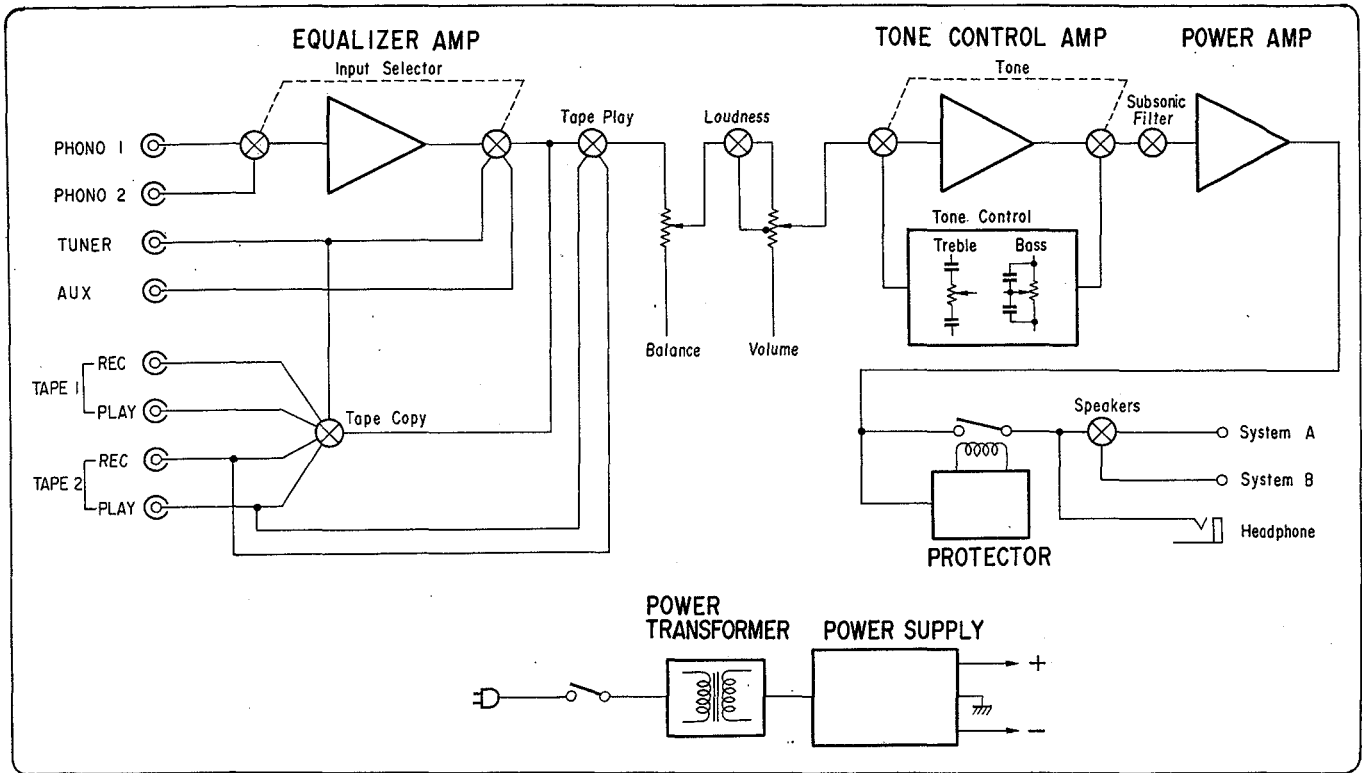 EQUALIZER AMP
Input Selector
TONE CONTROL AMP
Tone
POWER AMP
Subsonic
Filter
Tape Play
Loudness
PHONO 1
PHONO 2
TUNER
AUX
Tone Control
Treble
Bass
Balance
Volume
TAPE 1
REC
PLAY
Tape Copy
TAPE 2
REC
PLAY
Speakers
System A
System B
Headphone
PROTECTOR
POWER
TRANSFORMER
POWER SUPPLY
+
−